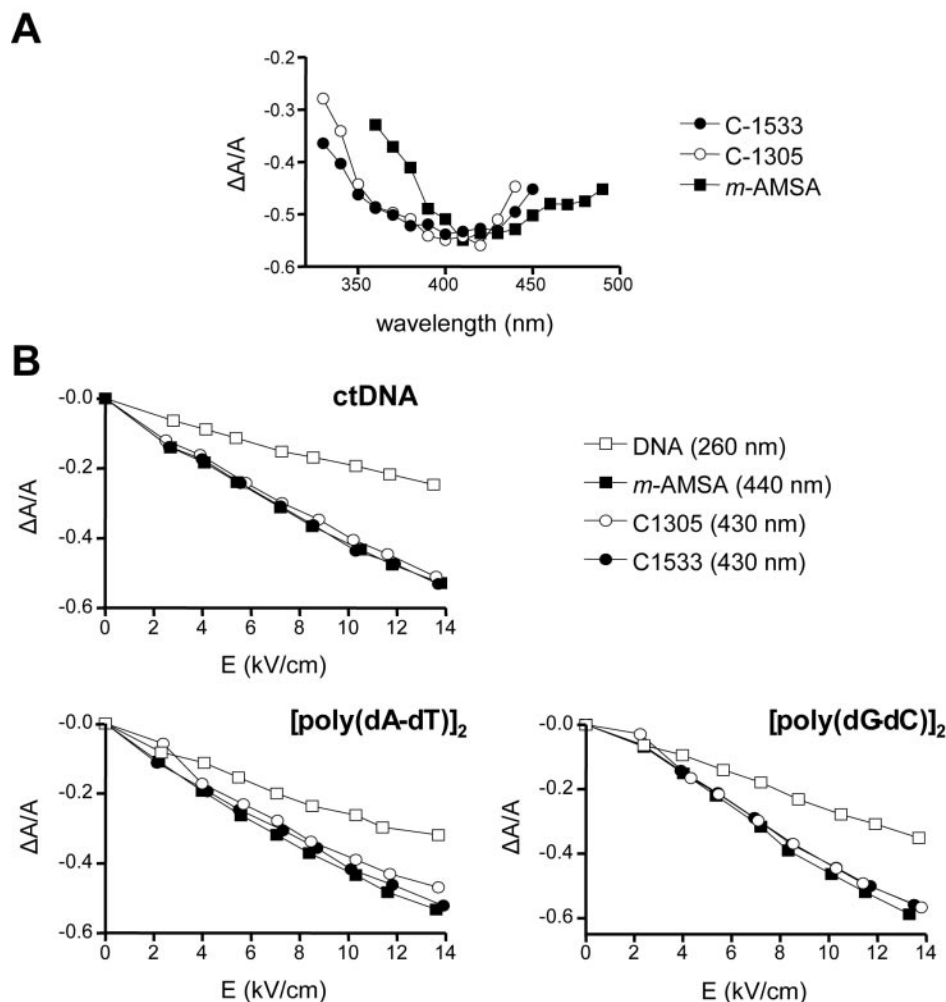 A
-0.2
-0.3
-0.4
-0.5
-0.6
ΔA/A
350 400 450 500
wavelength (nm)
C-1533
C-1305
m-AMSA
B
ctDNA
-0.0
-0.2
-0.4
-0.6
ΔA/A
0 2 4 6 8 10 12 14
E (kV/cm)
DNA (260 nm)
m-AMSA (440 nm)
C1305 (430 nm)
C1533 (430 nm)
[poly(dA-dT)]2
-0.0
-0.2
-0.4
-0.6
ΔA/A
0 2 4 6 8 10 12 14
E (kV/cm)
[poly(dGdC)]2
-0.0
-0.2
-0.4
-0.6
ΔA/A
0 2 4 6 8 10 12 14
E (kV/cm)